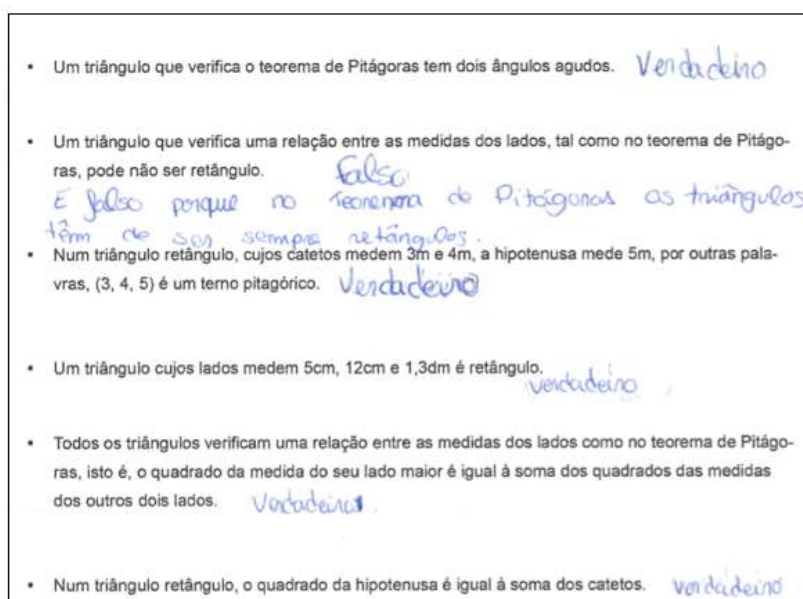 • Um triângulo que verifica o teorema de Pitágoras tem dois ângulos agudos. Verdadeiro
• Um triângulo que verifica uma relação entre as medidas dos lados, tal como no teorema de Pitágo-
ras, pode não ser retângulo. falso
É falso porque no Teorema de Pitágoras os triângulos
têm de ser sempre retângulos.
• Num triângulo retângulo, cujos catetos medem 3m e 4m, a hipotenusa mede 5m, por outras pala-
vras, (3, 4, 5) é um terno pitagórico. Verdadeiro
• Um triângulo cujos lados medem 5cm, 12cm e 1,3dm é retângulo. verdadeiro
• Todos os triângulos verificam uma relação entre as medidas dos lados como no teorema de Pitágo-
ras, isto é, o quadrado da medida do seu lado maior é igual à soma dos quadrados das medidas
dos outros dois lados. Verdadeiro
• Num triângulo retângulo, o quadrado da hipotenusa é igual à soma dos catetos. verdadeiro